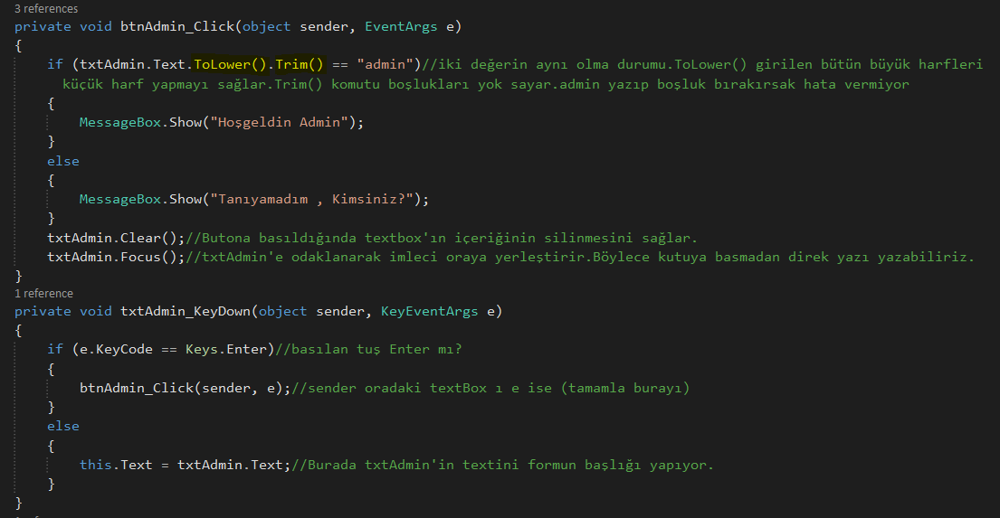 3 references
private void btnAdmin_Click(object sender, EventArgs e)
{
if (txtAdmin.Text.ToLower().Trim() == "admin")//iki değerin aynı olma durumu.ToLower() girilen bütün büyük harfleri
küçük harf yapmayı sağlar.Trim() komutu boşlukları yok sayar.admin yazıp boşluk bırakırsak hata vermiyor
{
MessageBox.Show("Hoşgeldin Admin");
}
else
{
MessageBox.Show("Tanıyamadım , Kimsiniz?");
}
txtAdmin.Clear();//Butona basıldığında textbox'ın içeriğinin silinmesini sağlar.
txtAdmin.Focus();//txtAdmin'e odaklanarak imleci oraya yerleştirir.Böylece kutuya basmadan direk yazı yazabiliriz.
}
1 reference
private void txtAdmin_KeyDown(object sender, KeyEventArgs e)
{
if (e.KeyCode == Keys.Enter)//basılan tuş Enter mı?
{
btnAdmin_Click(sender, e);//sender oradaki textBox ı e ise (tamamla burayı)
}
else
{
this.Text = txtAdmin.Text;//Burada txtAdmin'in textini formun başlığı yapıyor.
}
}